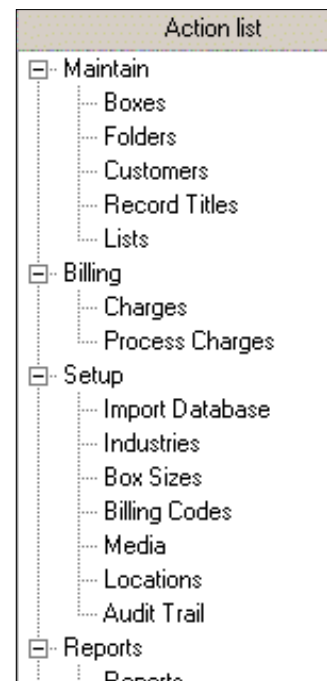 Action list
Maintain
Boxes
Folders
Customers
Record Titles
Lists
Billing
Charges
Process Charges
Setup
Import Database
Industries
Box Sizes
Billing Codes
Media
Locations
Audit Trail
Reports
Reports